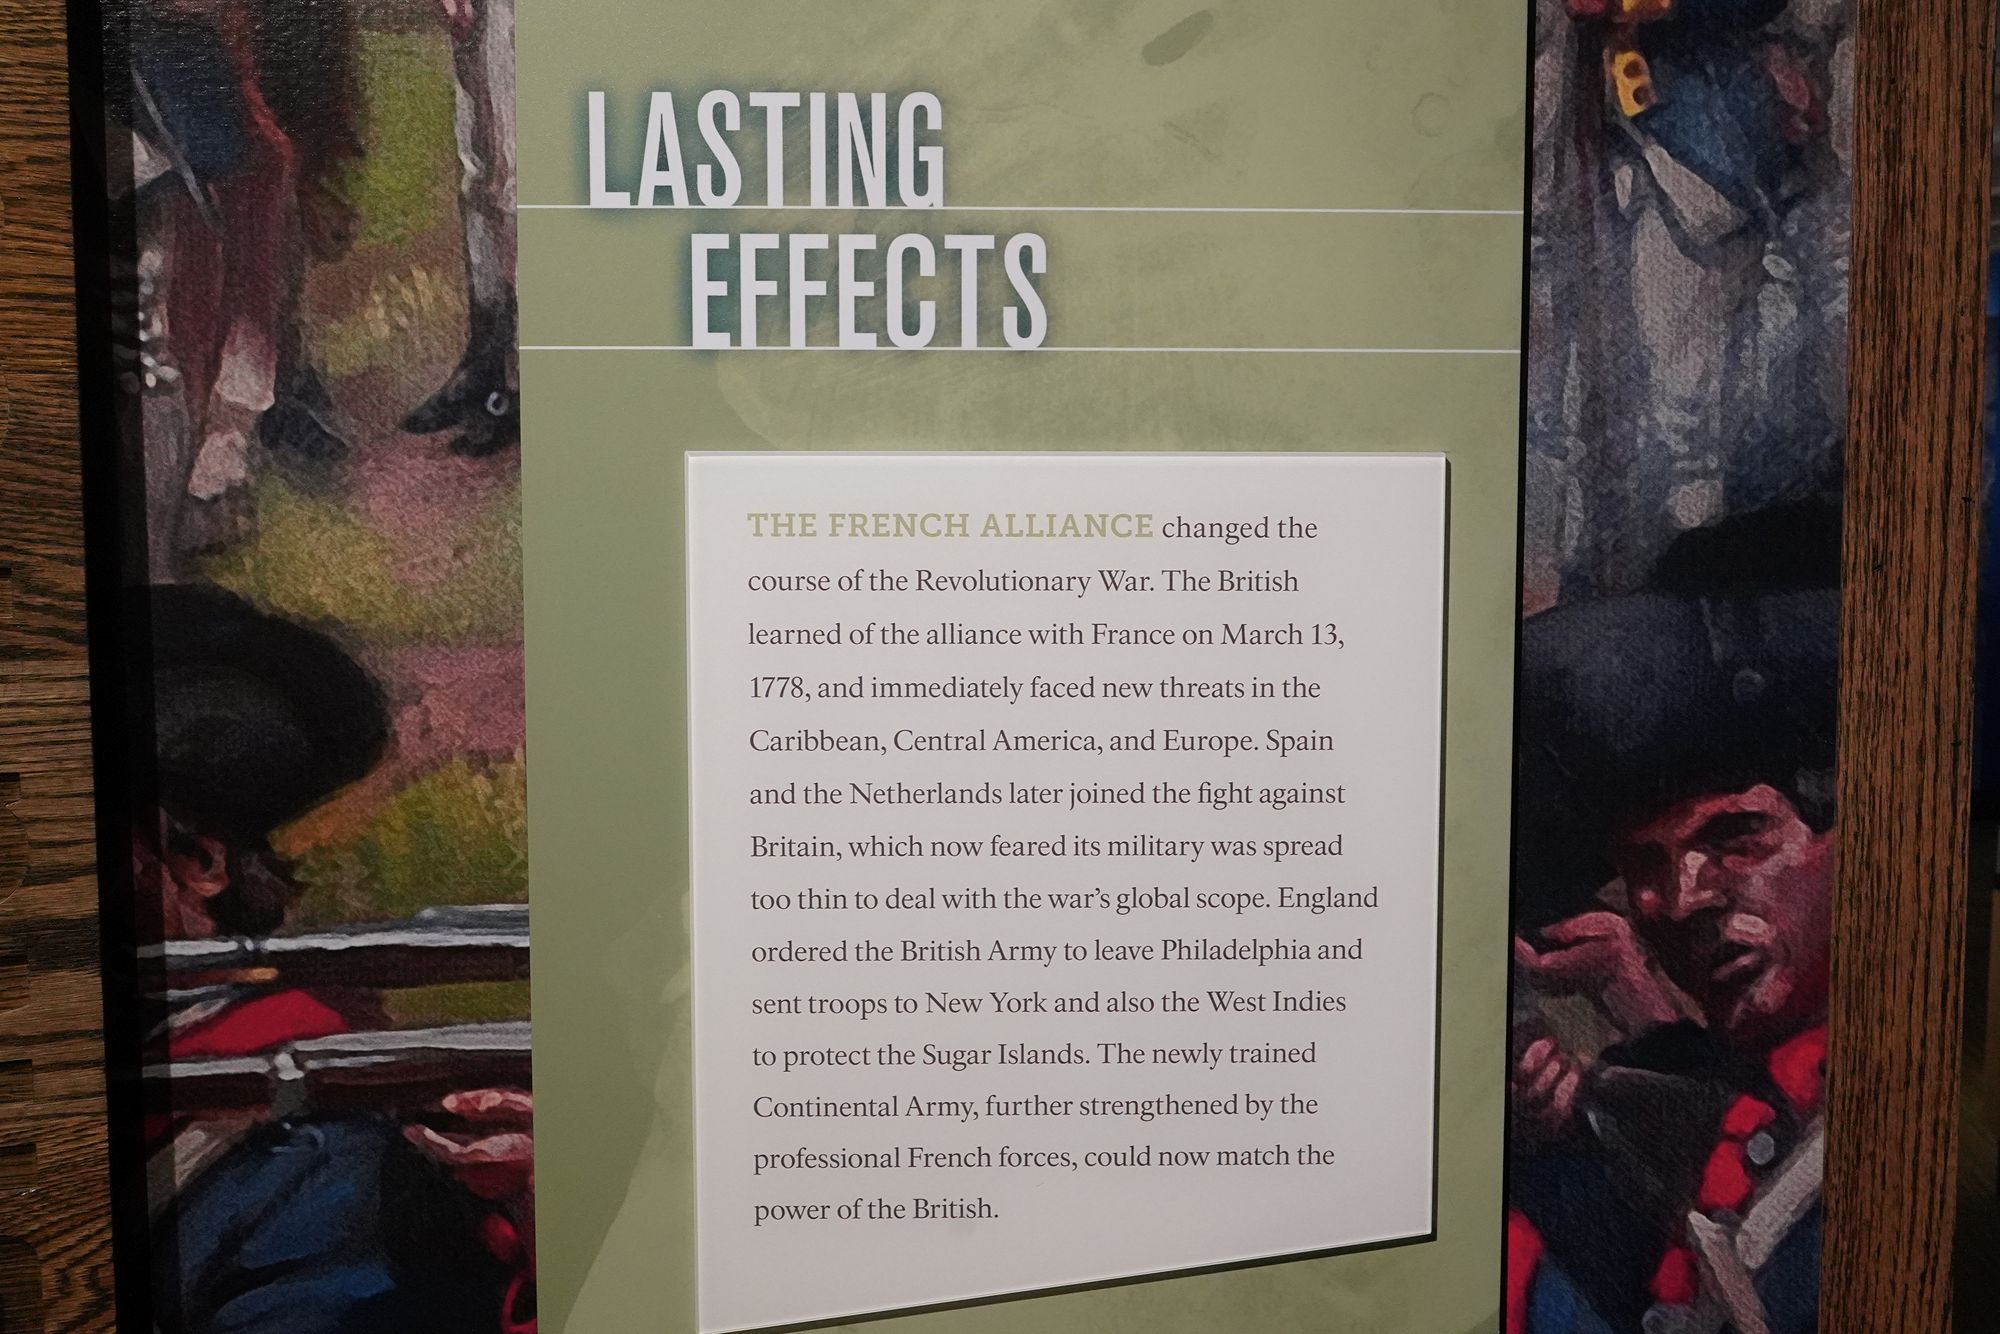 LASTING
EFFECTS
THE FRENCH ALLIANCE changed the
course of the Revolutionary War. The British
learned of the alliance with France on March 13,
1778, and immediately faced new threats in the
Caribbean, Central America, and Europe. Spain
and the Netherlands later joined the fight against
Britain, which now feared its military was spread
too thin to deal with the war’s global scope. England
ordered the British Army to leave Philadelphia and
sent troops to New York and also the West Indies
to protect the Sugar Islands. The newly trained
Continental Army, further strengthened by the
professional French forces, could now match the
power of the British.